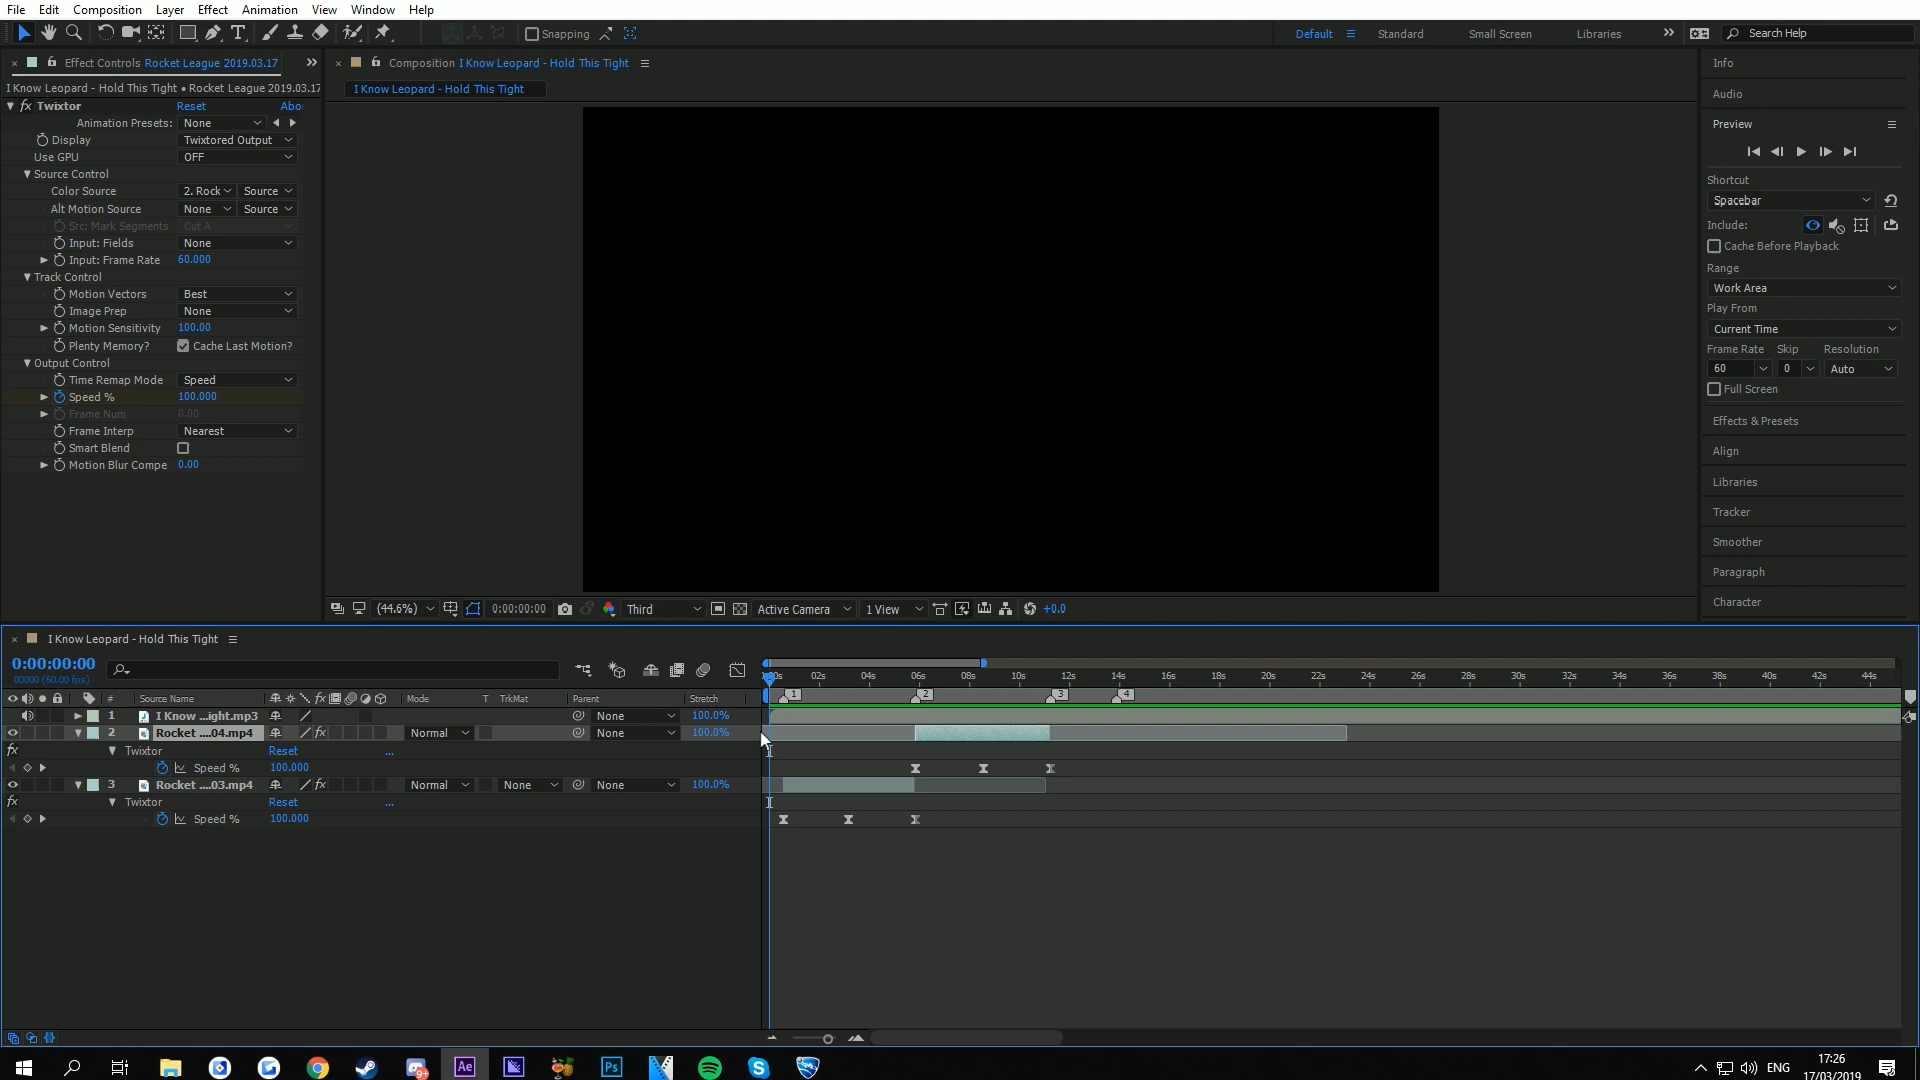 File Edit Composition Layer Effect Animation View Window Help
Snapping Default Standard Small Screen Libraries Search Help
Effect Controls Rocket League 2019.03.17
I Know Leopard - Hold This Tight • Rocket League 2019.03.17
fx Twixtor Reset Abo
Animation Presets: None
Display Twixtored Output
Use GPU OFF
Source Control
Color Source 2. Rock Source
Alt Motion Source None Source
Src: Mark Segments Cut A
Input: Fields None
Input: Frame Rate 60.000
Track Control
Motion Vectors Best
Image Prep None
Motion Sensitivity 100.00
Plenty Memory? Cache Last Motion?
Output Control
Time Remap Mode Speed
Speed % 100.000
Frame Num 0.00
Frame Interp Nearest
Smart Blend
Motion Blur Compe 0.00
Composition I Know Leopard - Hold This Tight
I Know Leopard - Hold This Tight
(44.6%) 0:00:00:00 Third Active Camera 1 View +0.0
Info
Audio
Preview
Shortcut
Spacebar
Include:
Cache Before Playback
Range
Work Area
Play From
Current Time
Frame Rate Skip Resolution
60 0 Auto
Full Screen
Effects & Presets
Align
Libraries
Tracker
Smoother
Paragraph
Character
I Know Leopard - Hold This Tight
0:00:00:00
00000 (60.00 fps)
02s 04s 06s 08s 10s 12s 14s 16s 18s 20s 22s 24s 26s 28s 30s 32s 34s 36s 38s 40s 42s 44s
# Source Name fx Mode T TrkMat Parent Stretch 1 2 3 4
1 I Know ...ight.mp3 None 100.0%
2 Rocket ....04.mp4 fx Normal None 100.0%
fx Twixtor Reset ...
Speed % 100.000
3 Rocket ....03.mp4 fx Normal None None 100.0%
fx Twixtor Reset ...
Speed % 100.000
9+ Ae Ps ENG 17:26
17/03/2019